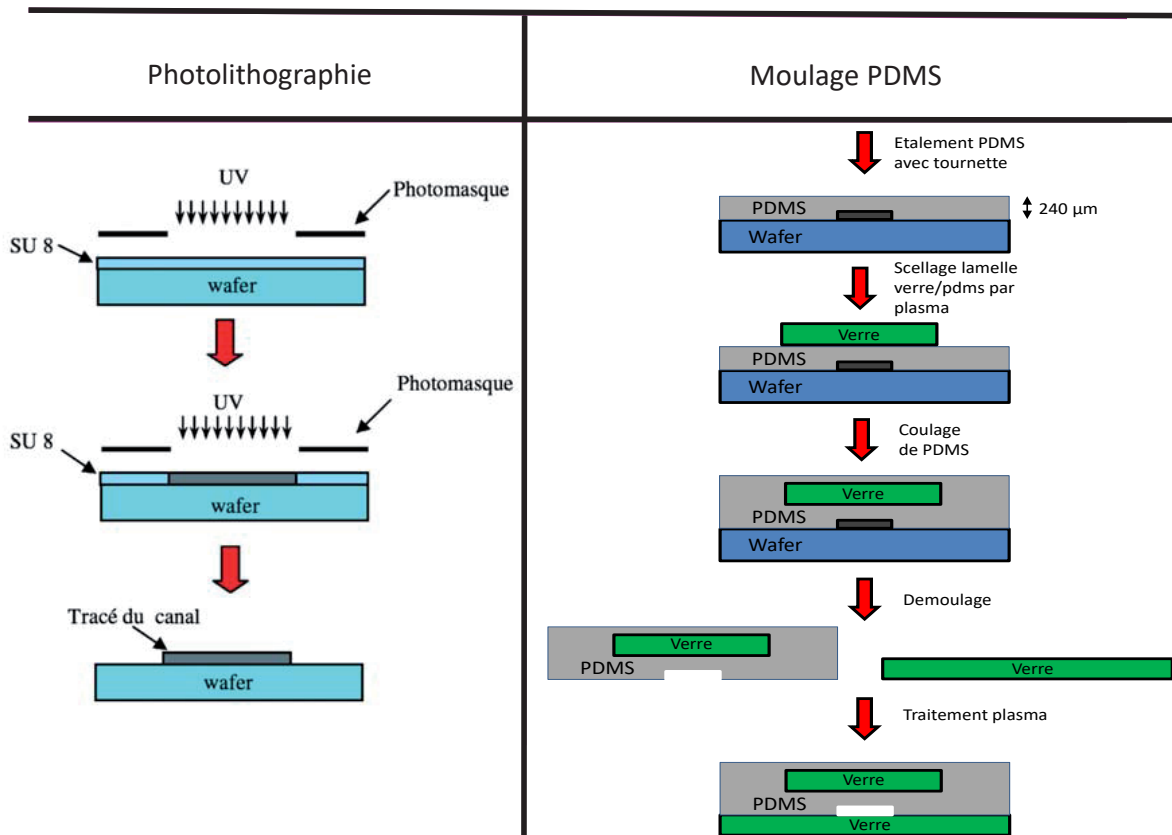 Photolithographie
UV
Photomasque
SU 8
wafer
Photomasque
UV
SU 8
wafer
Tracé du canal
wafer
Moulage PDMS
Etalement PDMS
avec tournette
PDMS
240 µm
Wafer
Scellage lamelle
verre/pdms par
plasma
Verre
PDMS
Wafer
Coulage
de PDMS
Verre
PDMS
Wafer
Demoulage
Verre
PDMS
Verre
Traitement plasma
Verre
PDMS
Verre